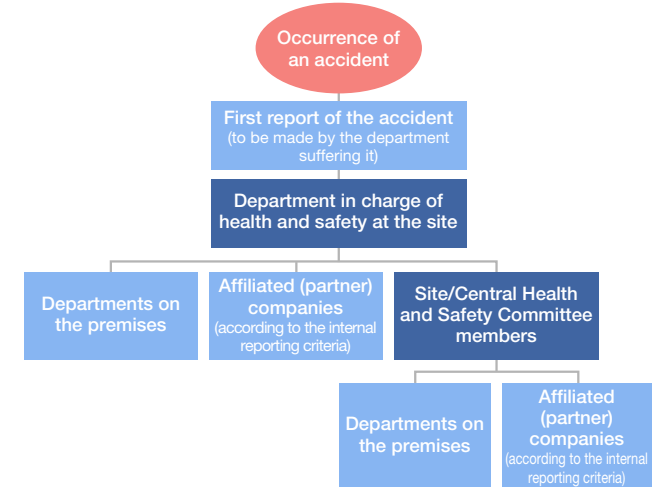 Occurrence of
an accident
First report of the accident
(to be made by the department
suffering it)
Department in charge of
health and safety at the site
Departments on
the premises
Affiliated (partner)
companies
(according to the internal
reporting criteria)
Site/Central Health
and Safety Committee
members
Departments on
the premises
Affiliated
(partner)
companies
(according to the internal
reporting criteria)